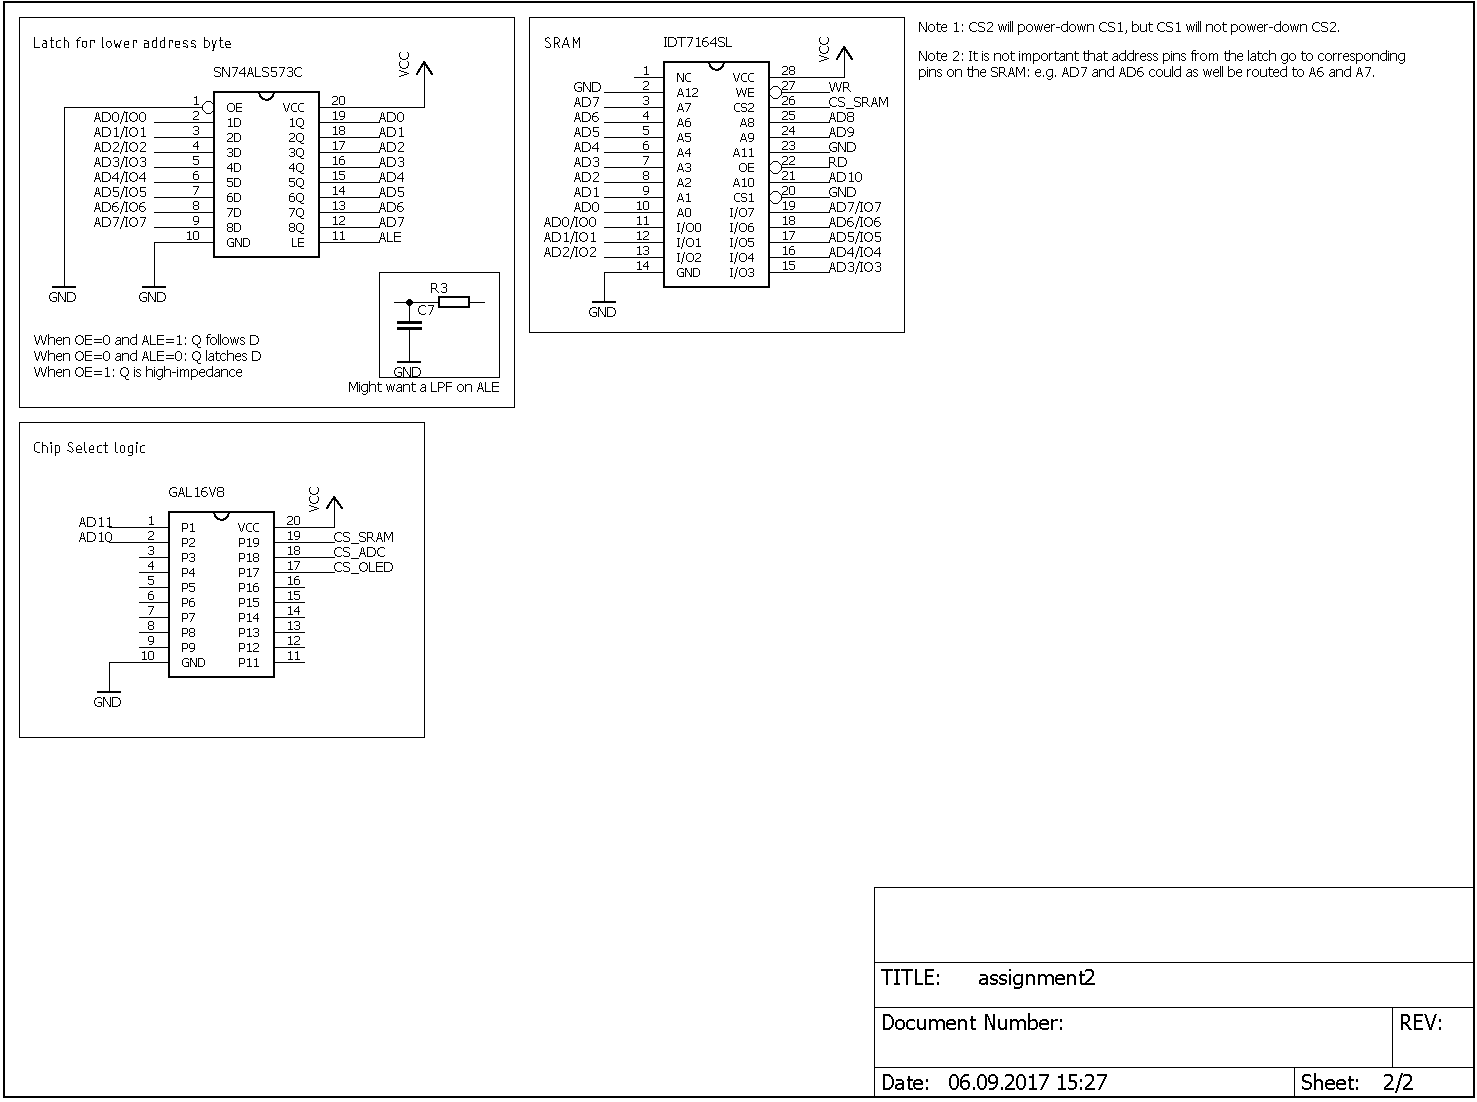 Latch for lower address byte
SN74ALS573C
VCC
1 OE VCC 20
AD0/IO0 2 1D 1Q 19 AD0
AD1/IO1 3 2D 2Q 18 AD1
AD2/IO2 4 3D 3Q 17 AD2
AD3/IO3 5 4D 4Q 16 AD3
AD4/IO4 6 5D 5Q 15 AD4
AD5/IO5 7 6D 6Q 14 AD5
AD6/IO6 8 7D 7Q 13 AD6
AD7/IO7 9 8D 8Q 12 AD7
10 GND LE 11 ALE
GND
GND
R3
C7
GND
Might want a LPF on ALE
When OE=0 and ALE=1: Q follows D
When OE=0 and ALE=0: Q latches D
When OE=1: Q is high-impedance
SRAM
IDT7164SL
VCC
1 NC VCC 28
GND 2 A12 WE 27 WR
AD7 3 A7 CS2 26 CS_SRAM
AD6 4 A6 A8 25 AD8
AD5 5 A5 A9 24 AD9
AD4 6 A4 A11 23 GND
AD3 7 A3 OE 22 RD
AD2 8 A2 A10 21 AD10
AD1 9 A1 CS1 20 GND
AD0 10 A0 I/O7 19 AD7/IO7
AD0/IO0 11 I/O0 I/O6 18 AD6/IO6
AD1/IO1 12 I/O1 I/O5 17 AD5/IO5
AD2/IO2 13 I/O2 I/O4 16 AD4/IO4
14 GND I/O3 15 AD3/IO3
GND
Note 1: CS2 will power-down CS1, but CS1 will not power-down CS2.
Note 2: It is not important that address pins from the latch go to corresponding
pins on the SRAM: e.g. AD7 and AD6 could as well be routed to A6 and A7.
Chip Select logic
GAL16V8
VCC
AD11 1 P1 VCC 20
AD10 2 P2 P19 19 CS_SRAM
3 P3 P18 18 CS_ADC
4 P4 P17 17 CS_OLED
5 P5 P16 16
6 P6 P15 15
7 P7 P14 14
8 P8 P13 13
9 P9 P12 12
10 GND P11 11
GND
TITLE: assignment2
Document Number:
REV:
Date: 06.09.2017 15:27
Sheet: 2/2